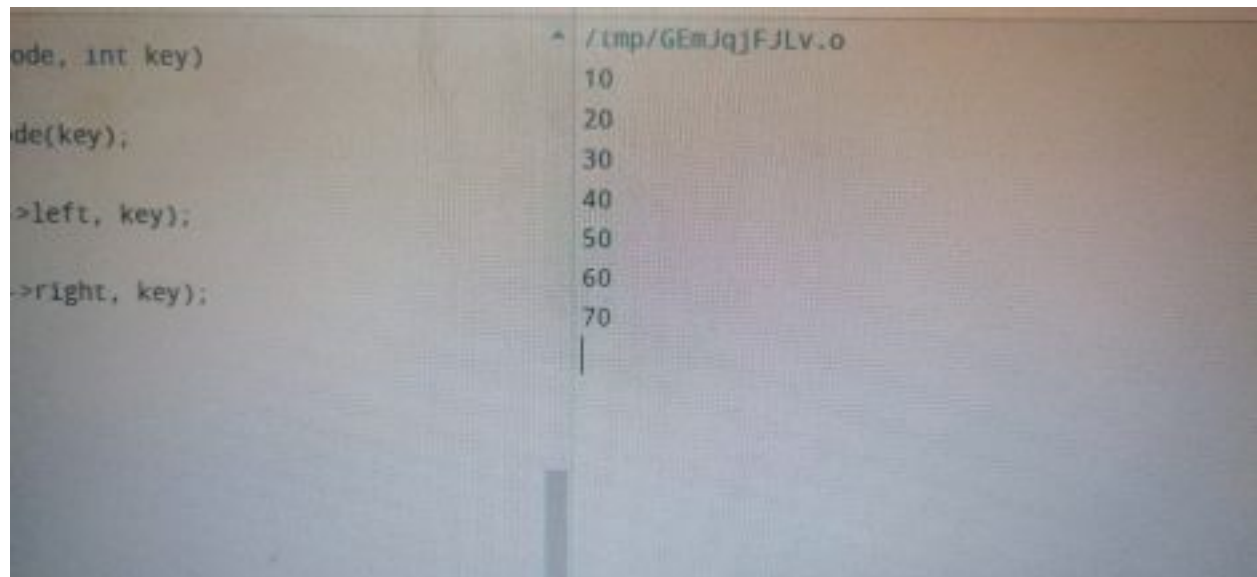 ode, int key)
de(key);
>left, key);
->right, key);
/tmp/GEmJqjFJLv.o
10
20
30
40
50
60
70